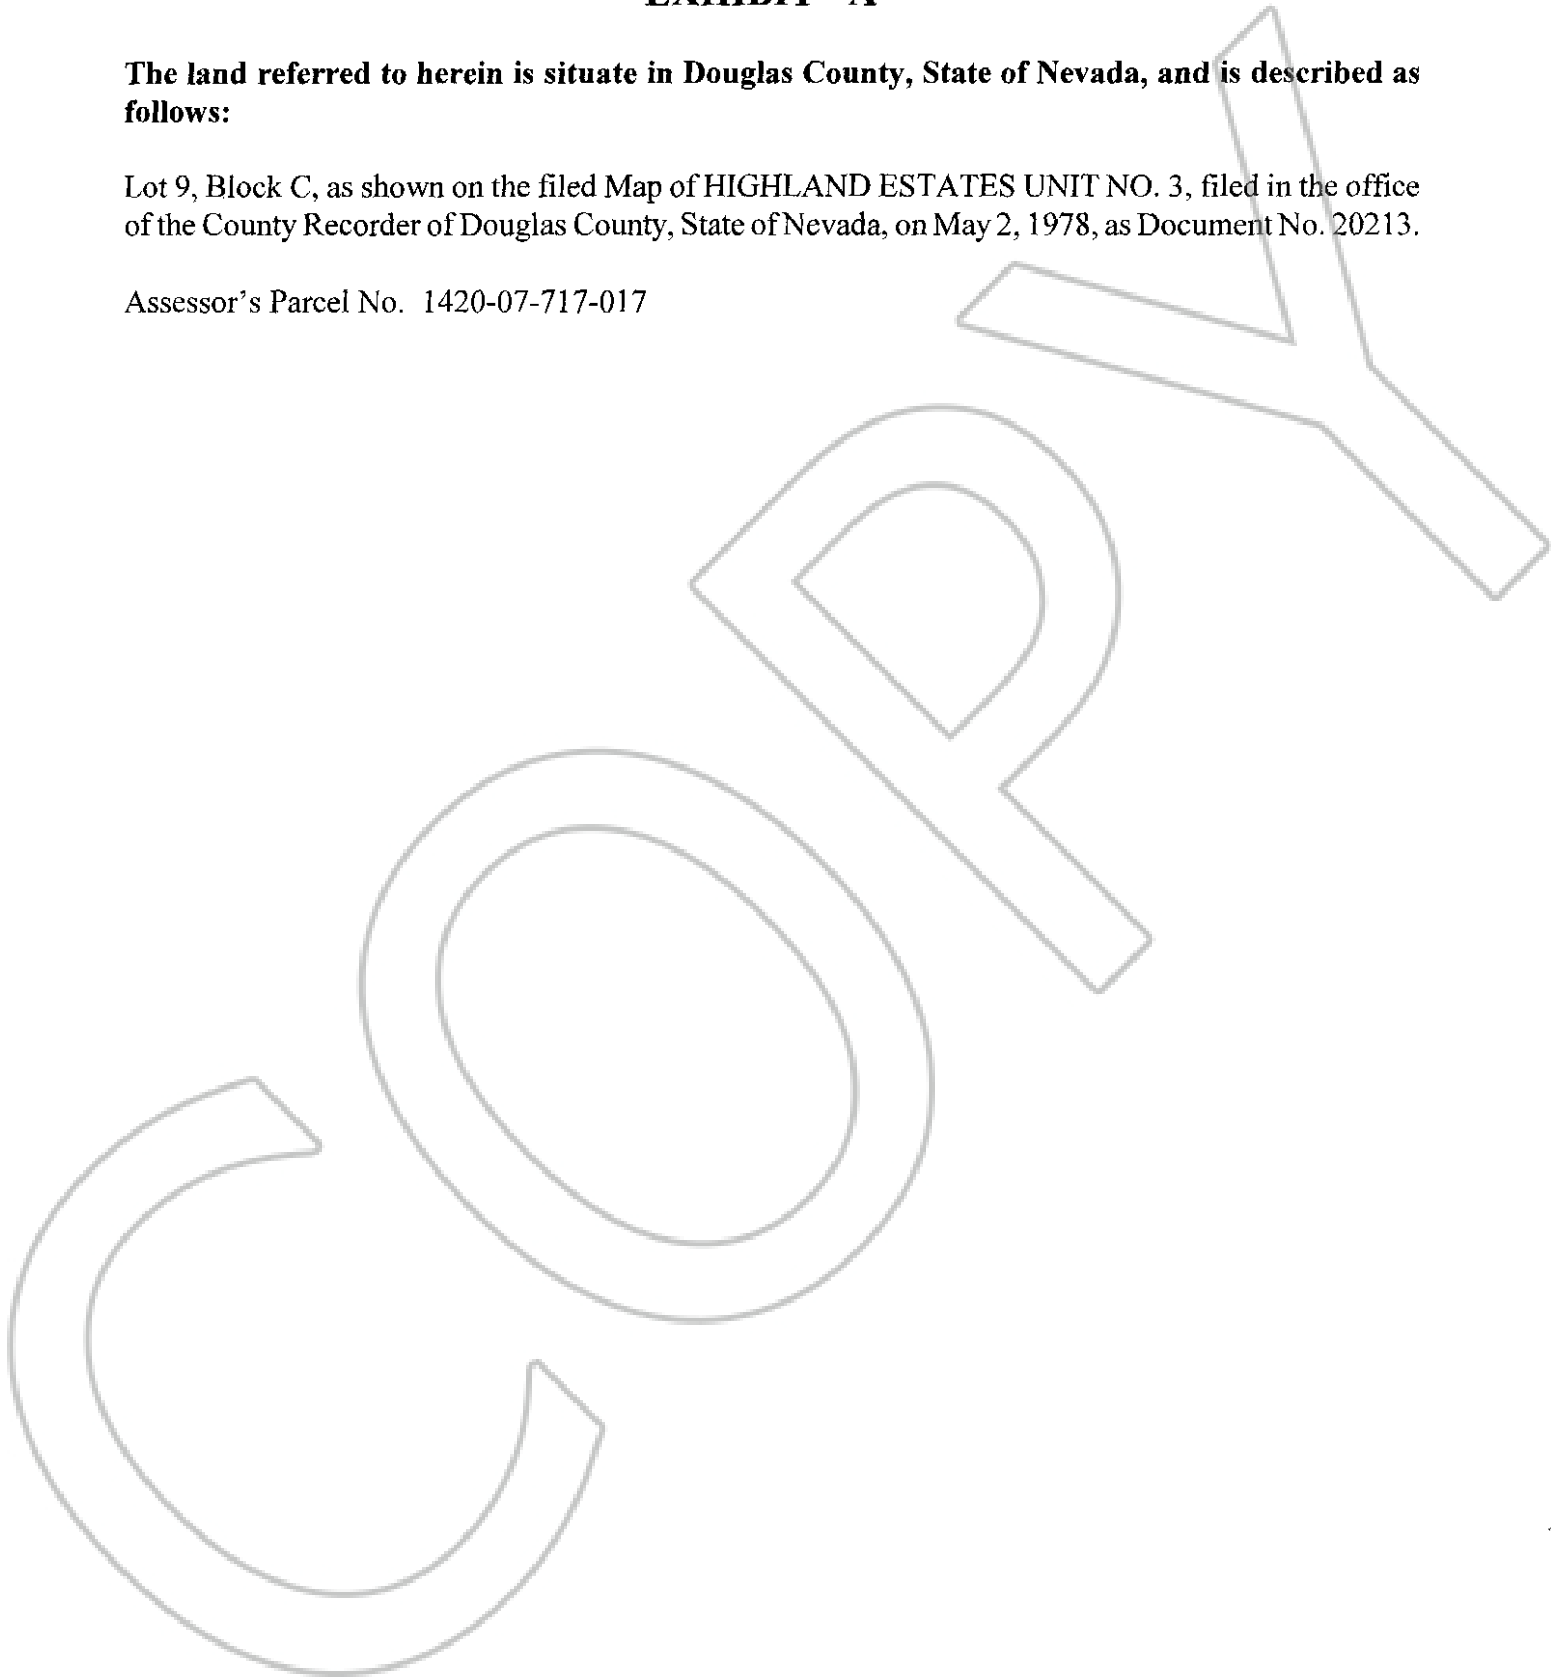 EXHIBIT "A"
The land referred to herein is situate in Douglas County, State of Nevada, and is described as
follows:
Lot 9, Block C, as shown on the filed Map of HIGHLAND ESTATES UNIT NO. 3, filed in the office
of the County Recorder of Douglas County, State of Nevada, on May 2, 1978, as Document No. 20213.
Assessor's Parcel No. 1420-07-717-017
COPY